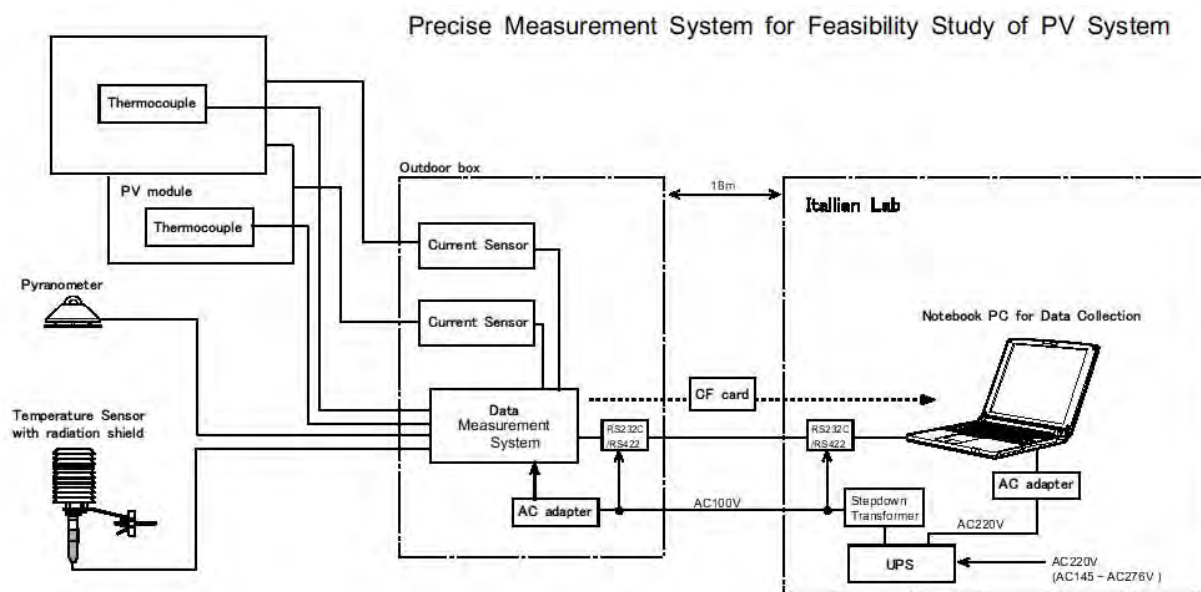 Precise Measurement System for Feasibility Study of PV System
Thermocouple
PV module
Thermocouple
Pyranometer
Temperature Sensor
with radiation shield
Outdoor box
Current Sensor
Current Sensor
Data
Measurement
System
AC adapter
RS232C
/RS422
18m
CF card
AC100V
Itallian Lab
Notebook PC for Data Collection
RS232C
/RS422
Stepdown
Transformer
AC adapter
AC220V
UPS
AC220V
(AC145 - AC276V )